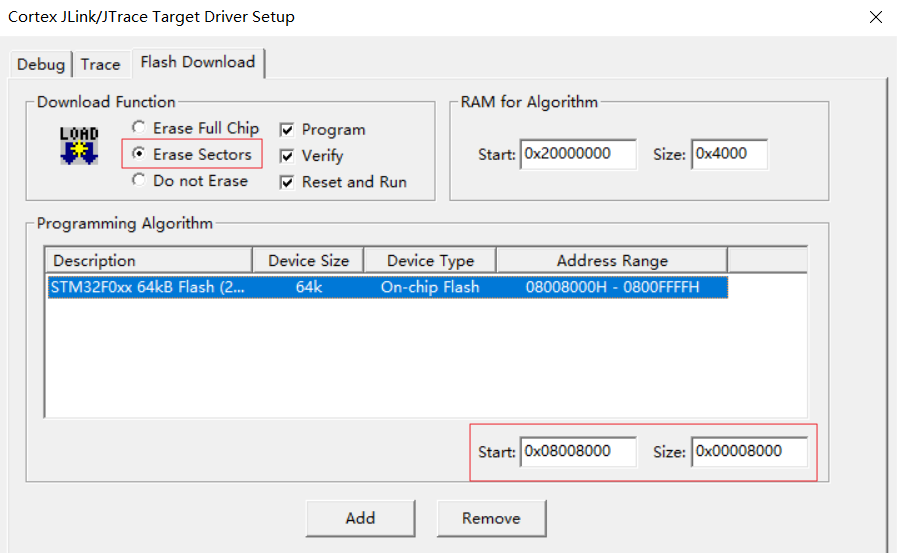 Cortex JLink/JTrace Target Driver Setup
Debug Trace Flash Download
Download Function
LOAD
Erase Full Chip
Erase Sectors
Do not Erase
Program
Verify
Reset and Run
RAM for Algorithm
Start: 0x20000000 Size: 0x4000
Programming Algorithm
Description Device Size Device Type Address Range
STM32F0xx 64kB Flash (2... 64k On-chip Flash 08008000H - 0800FFFFH
Start: 0x08008000 Size: 0x00008000
Add Remove